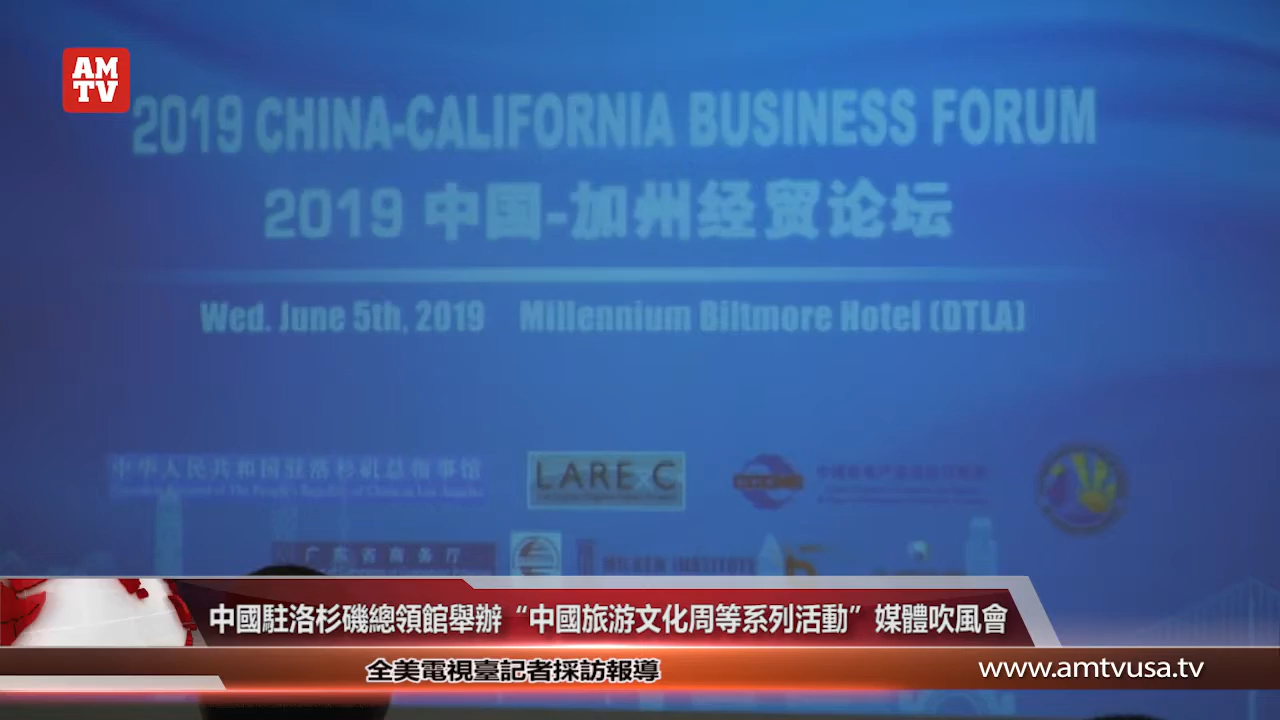 AM
TV
2019 CHINA-CALIFORNIA BUSINESS FORUM
2019 中国-加州经贸论坛
Wed. June 5th, 2019 Millennium Biltmore Hotel (DTLA)
中华人民共和国驻洛杉矶总领事馆
LARExC
广东省商务厅
MILKEN INSTITUTE
中國駐洛杉磯總領館舉辦“中國旅游文化周等系列活動”媒體吹風會
全美電視臺記者採訪報導
www.amtvusa.tv